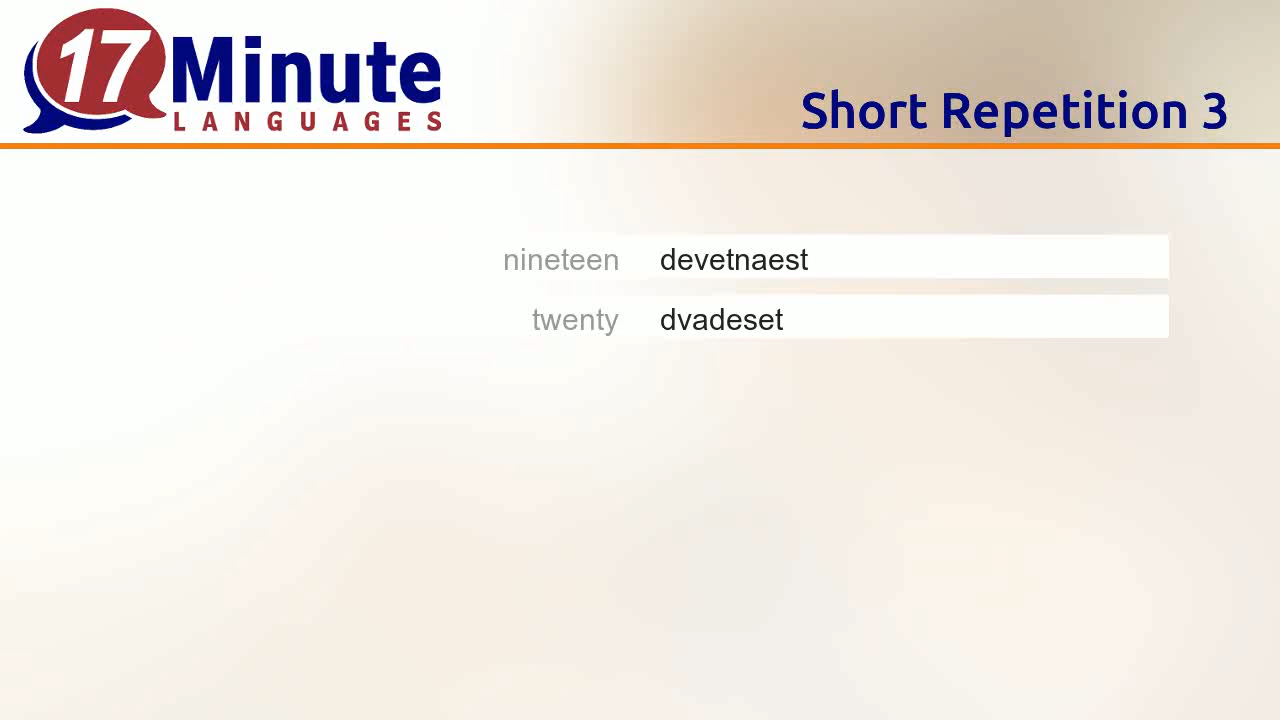 17 Minute
LANGUAGES
Short Repetition 3
nineteen devetnaest
twenty dvadeset